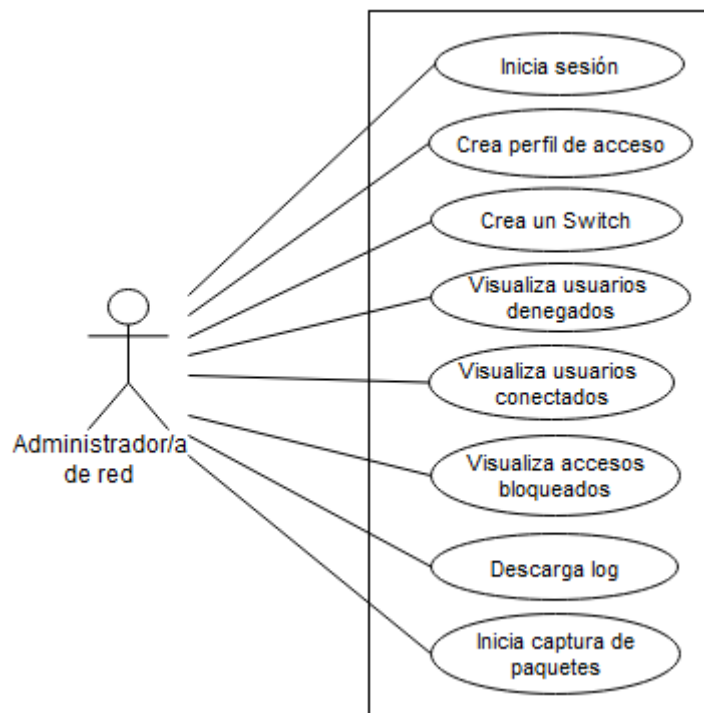 Inicia sesión
Crea perfil de acceso
Crea un Switch
Visualiza usuarios
denegados
Visualiza usuarios
conectados
Visualiza accesos
bloqueados
Descarga log
Inicia captura de
paquetes
Administrador/a
de red